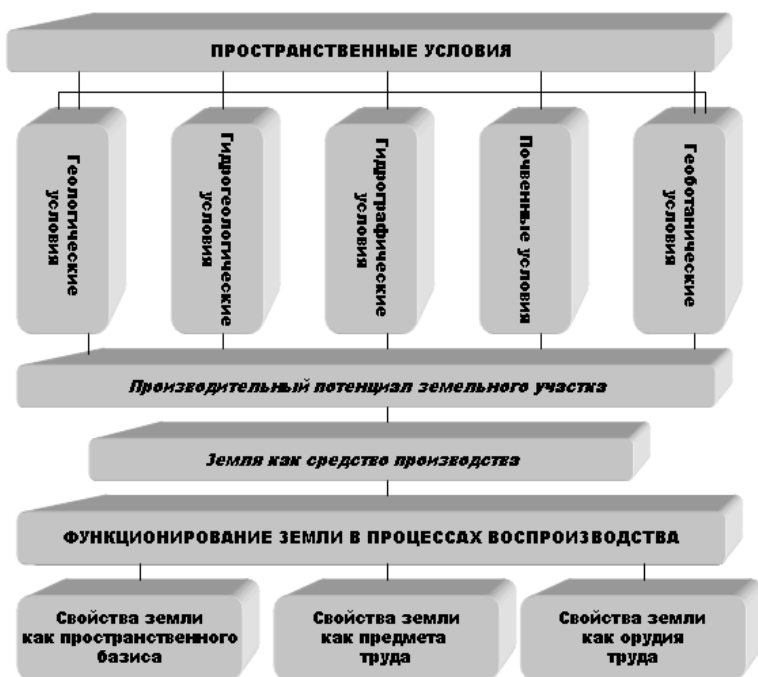 ПРОСТРАНСТВЕННЫЕ УСЛОВИЯ
Геологические
условия
Гидрогеологические
условия
Гидрографические
условия
Почвенные условия
Геоботанические
условия
Производительный потенциал земельного участка
Земля как средство производства
ФУНКЦИОНИРОВАНИЕ ЗЕМЛИ В ПРОЦЕССАХ ВОСПРОИЗВОДСТВА
Свойства земли
как пространственного
базиса
Свойства земли
как предмета
труда
Свойства земли
как орудия
труда